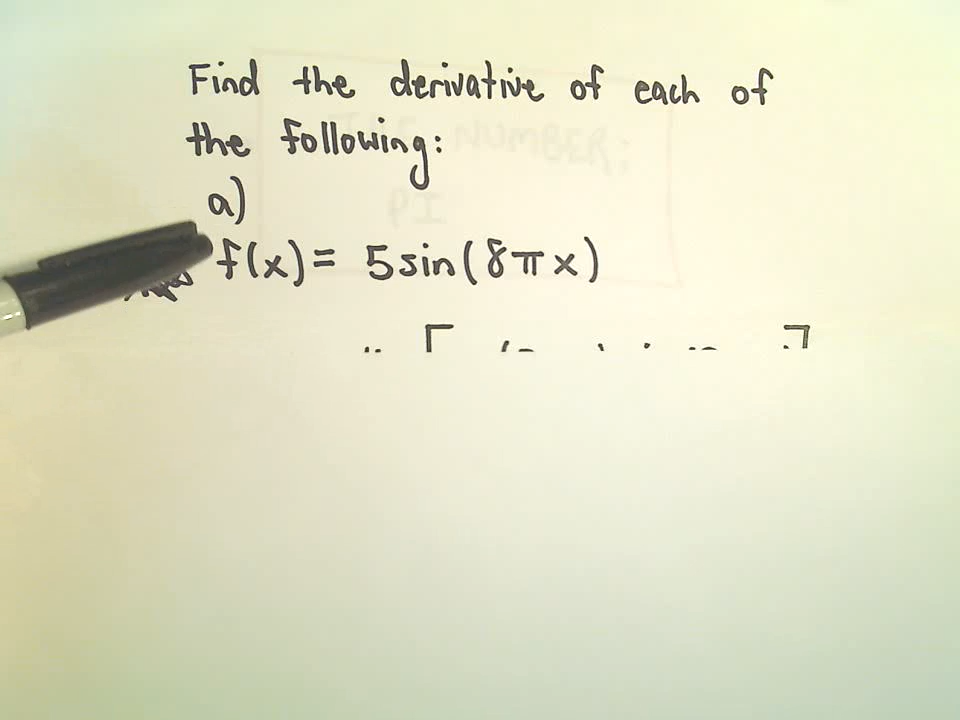 Find the derivative of each of
the following:
a)
f(x) = 5sin(8πx)